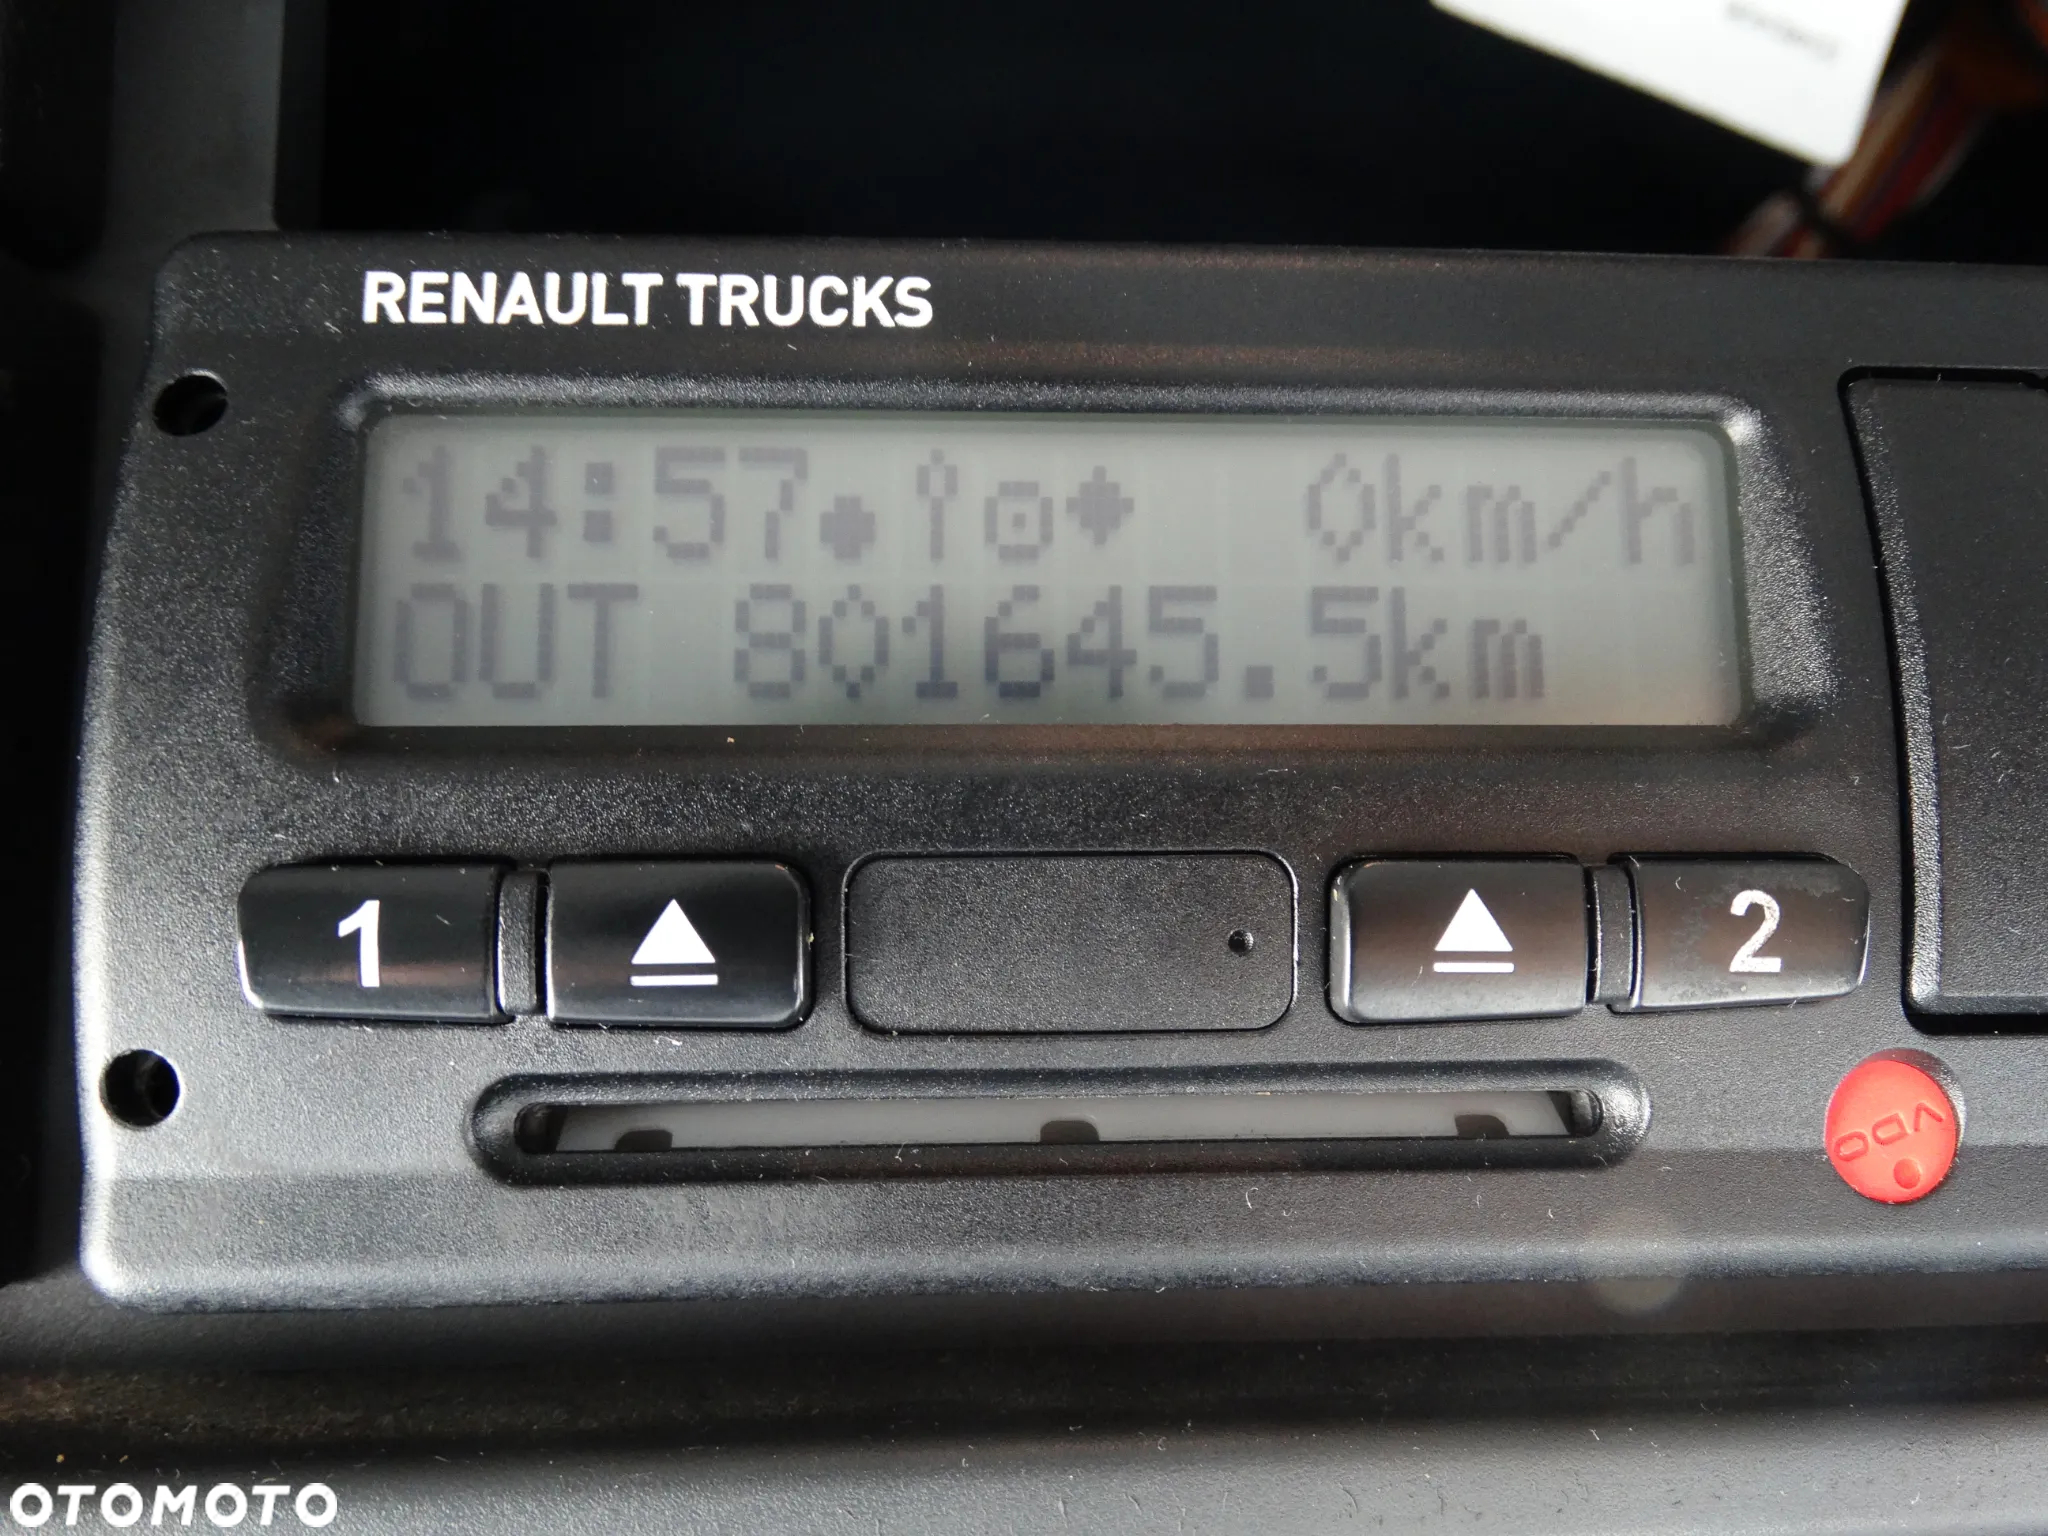 RENAULT TRUCKS
14:57 0km/h
OUT 801645.5km
1
2
VDO
OTOMOTO